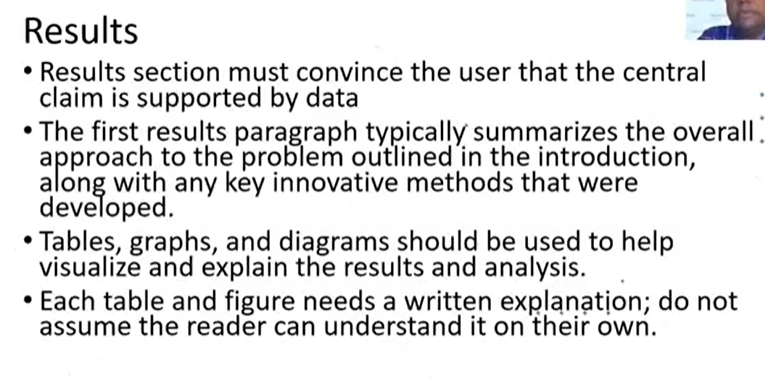 Results
• Results section must convince the user that the central
claim is supported by data
• The first results paragraph typically summarizes the overall
approach to the problem outlined in the introduction,
along with any key innovative methods that were
developed.
• Tables, graphs, and diagrams should be used to help
visualize and explain the results and analysis.
• Each table and figure needs a written explanation; do not
assume the reader can understand it on their own.